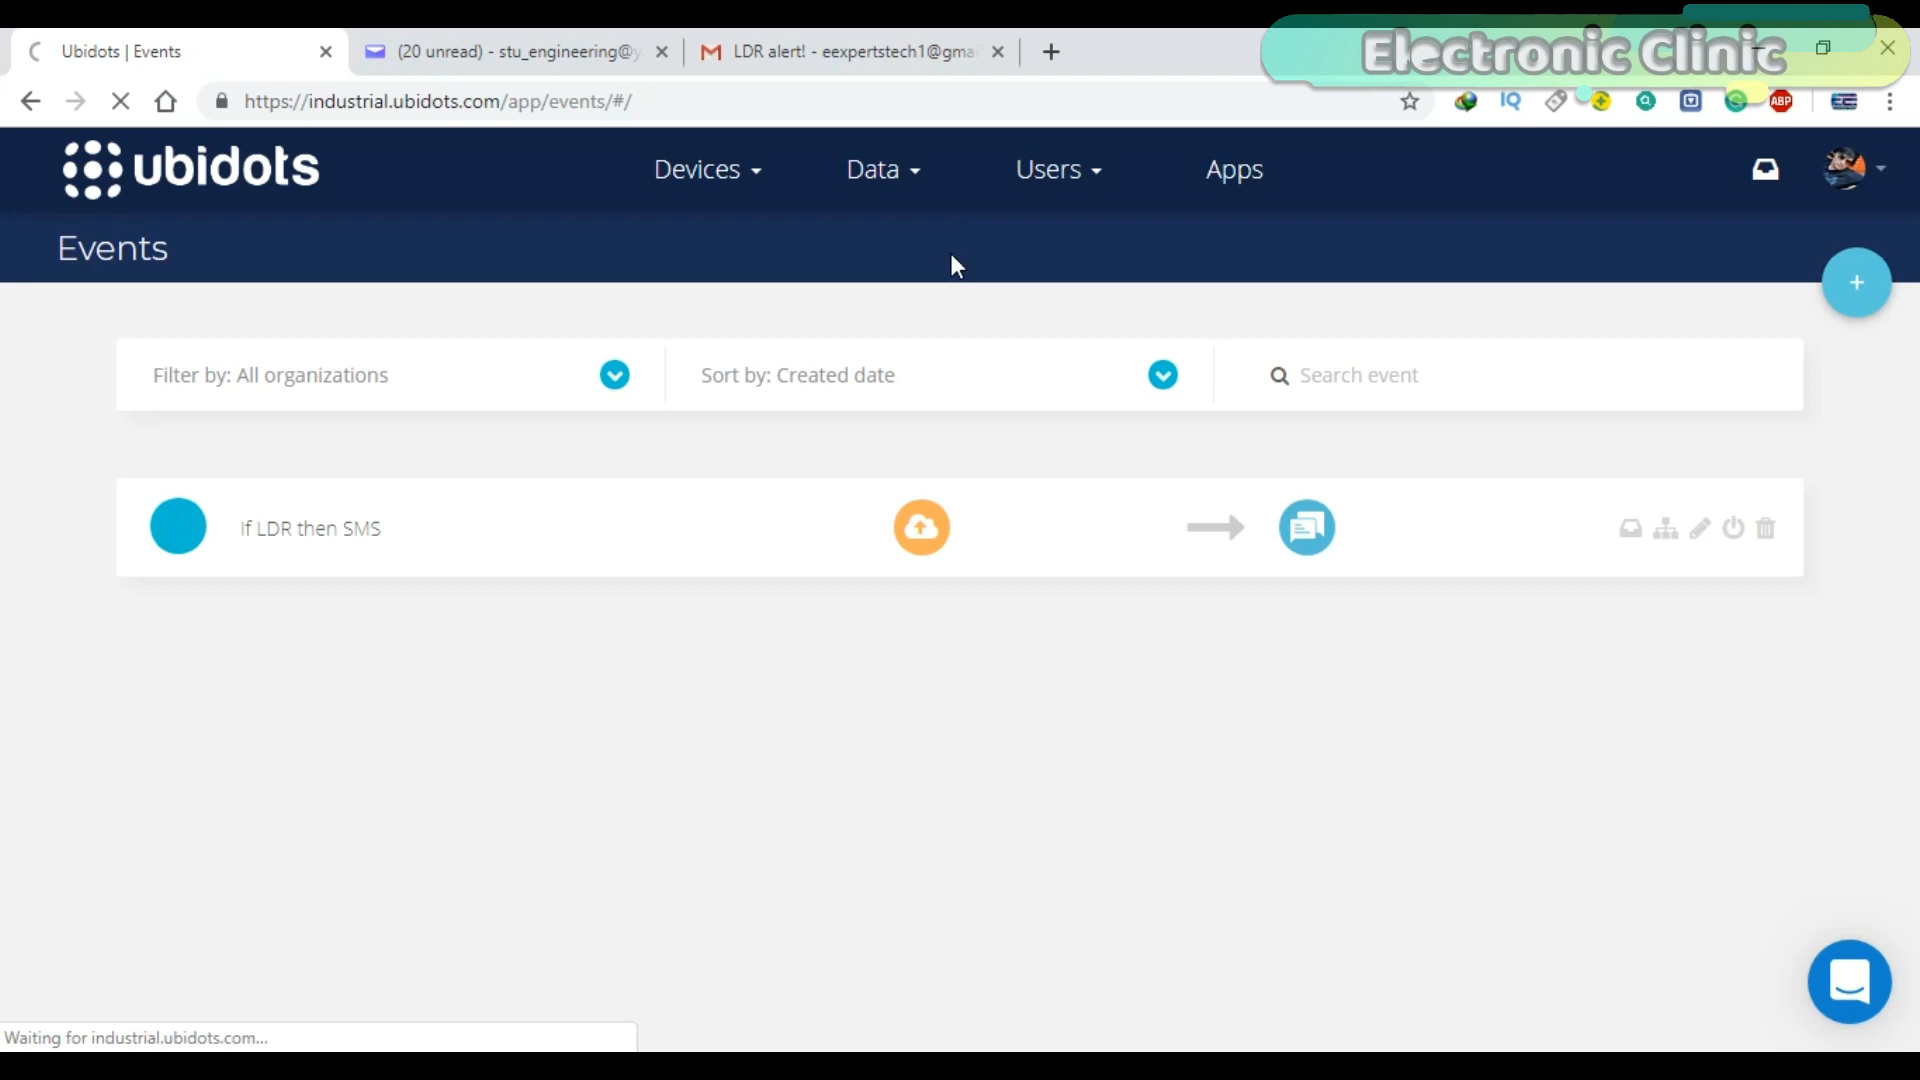 Ubidots | Events
(20 unread) - stu_engineering@y
LDR alert! - eexpertstech1@gmai
Electronic Clinic
https://industrial.ubidots.com/app/events/#/
IQ
ABP
ubidots
Devices
Data
Users
Apps
Events
+
Filter by: All organizations
Sort by: Created date
Search event
If LDR then SMS
Waiting for industrial.ubidots.com...